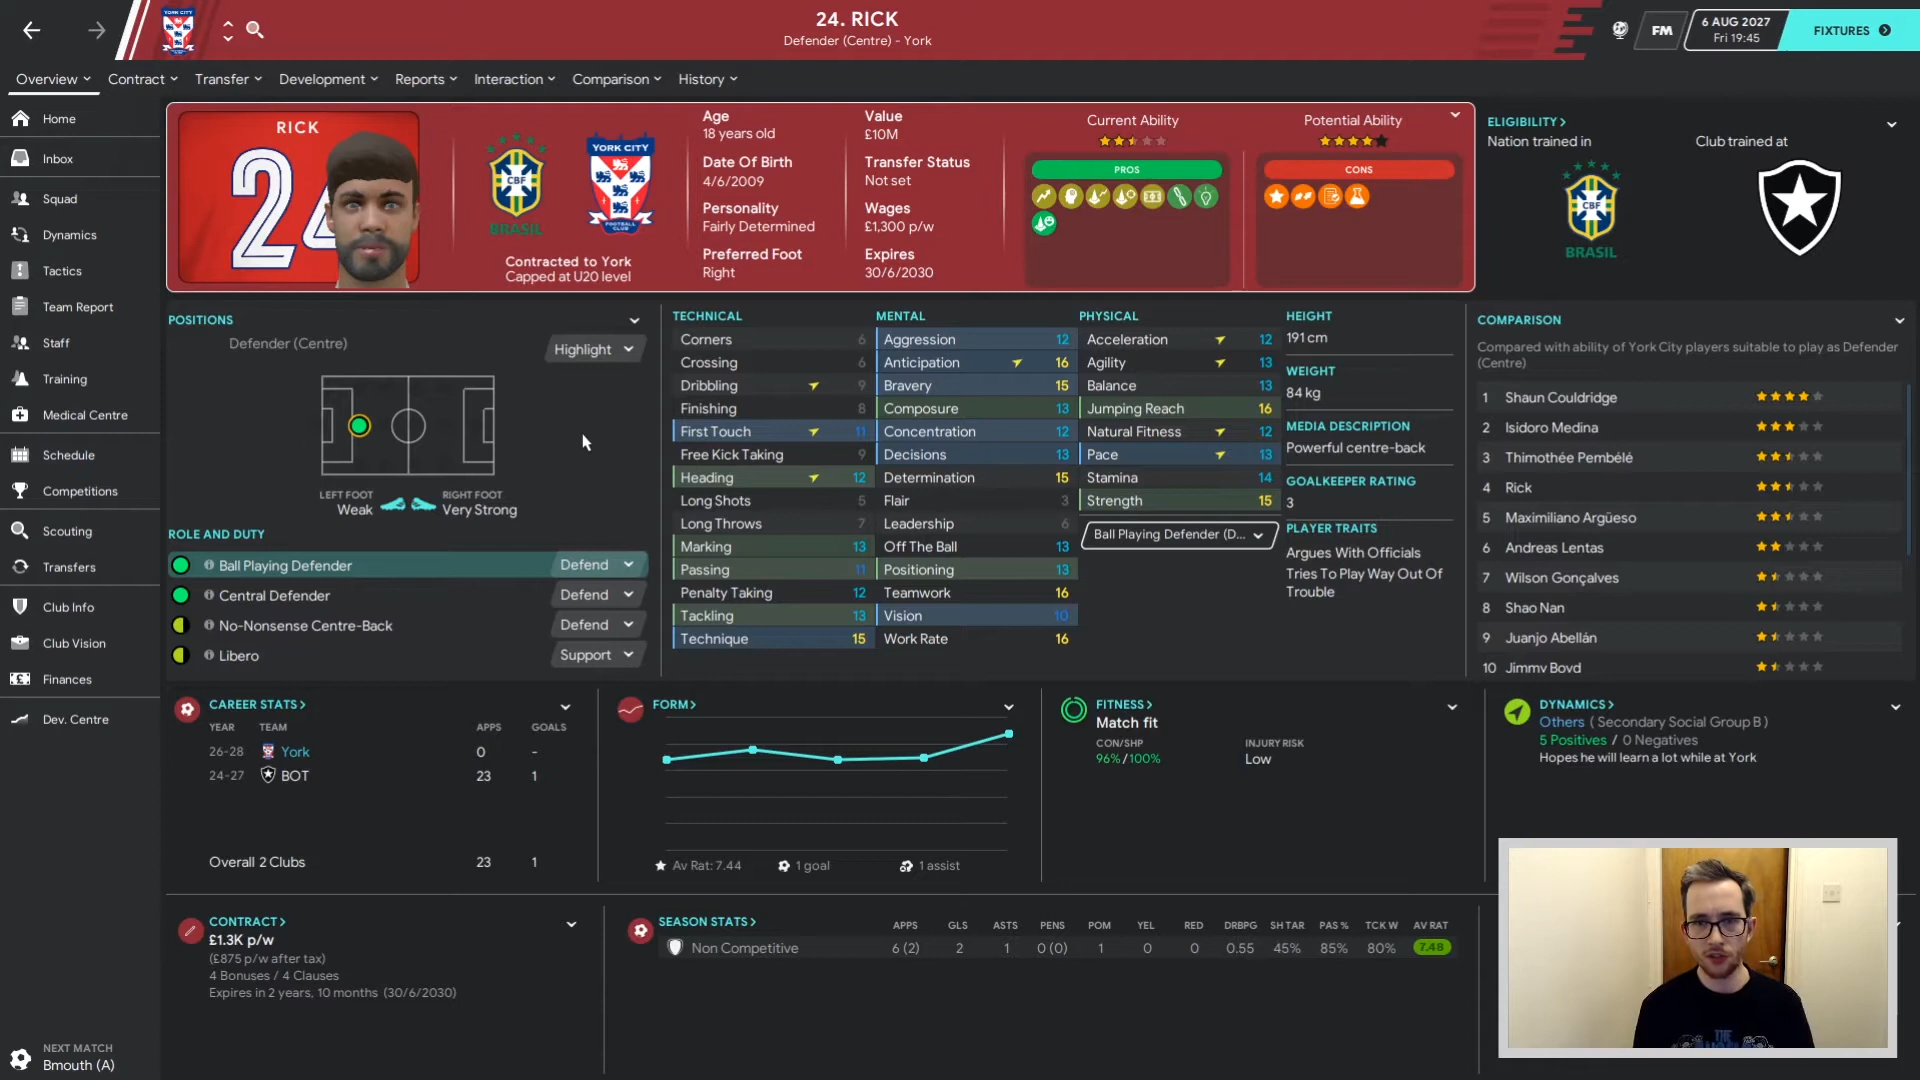 24. RICK
Defender (Centre) - York
FM
6 AUG 2027
Fri 19:45
FIXTURES
Overview
Contract
Transfer
Development
Reports
Interaction
Comparison
History
Home
Inbox
Squad
Dynamics
Tactics
Team Report
Staff
Training
Medical Centre
Schedule
Competitions
Scouting
Transfers
Club Info
Club Vision
Finances
Dev. Centre
NEXT MATCH
Bmouth (A)
RICK
24
CBF
BRASIL
YORK CITY
FOOTBALL CLUB
Contracted to York
Capped at U20 level
Age
18 years old
Date Of Birth
4/6/2009
Personality
Fairly Determined
Preferred Foot
Right
Value
£10M
Transfer Status
Not set
Wages
£1,300 p/w
Expires
30/6/2030
Current Ability
PROS
Potential Ability
CONS
ELIGIBILITY
Nation trained in
Club trained at
CBF
BRASIL
POSITIONS
Defender (Centre)
Highlight
LEFT FOOT
Weak
RIGHT FOOT
Very Strong
ROLE AND DUTY
Ball Playing Defender Defend
Central Defender Defend
No-Nonsense Centre-Back Defend
Libero Support
TECHNICAL
Corners 6
Crossing 6
Dribbling 9
Finishing 8
First Touch 11
Free Kick Taking 9
Heading 12
Long Shots 5
Long Throws 7
Marking 13
Passing 11
Penalty Taking 12
Tackling 13
Technique 15
MENTAL
Aggression 12
Anticipation 16
Bravery 15
Composure 13
Concentration 12
Decisions 13
Determination 15
Flair 3
Leadership 6
Off The Ball 13
Positioning 13
Teamwork 16
Vision 10
Work Rate 16
PHYSICAL
Acceleration 12
Agility 13
Balance 13
Jumping Reach 16
Natural Fitness 12
Pace 13
Stamina 14
Strength 15
Ball Playing Defender (D...
HEIGHT
191 cm
WEIGHT
84 kg
MEDIA DESCRIPTION
Powerful centre-back
GOALKEEPER RATING
3
PLAYER TRAITS
Argues With Officials
Tries To Play Way Out Of
Trouble
COMPARISON
Compared with ability of York City players suitable to play as Defender
(Centre)
1 Shaun Couldridge
2 Isidoro Medina
3 Thimothée Pembélé
4 Rick
5 Maximiliano Argüeso
6 Andreas Lentas
7 Wilson Gonçalves
8 Shao Nan
9 Juanjo Abellán
10 Jimmy Boyd
CAREER STATS
YEAR TEAM APPS GOALS
26-28 York 0 -
24-27 BOT 23 1
Overall 2 Clubs 23 1
FORM
Av Rat: 7.44 1 goal 1 assist
FITNESS
Match fit
CON/SHP
96%/100%
INJURY RISK
Low
DYNAMICS
Others ( Secondary Social Group B )
5 Positives / 0 Negatives
Hopes he will learn a lot while at York
CONTRACT
£1.3K p/w
(£875 p/w after tax)
4 Bonuses / 4 Clauses
Expires in 2 years, 10 months (30/6/2030)
SEASON STATS APPS GLS ASTS PENS POM YEL RED DRBPG SH TAR PAS % TCK W AV RAT
Non Competitive 6 (2) 2 1 0 (0) 1 0 0 0.55 45% 85% 80% 7.48
THE